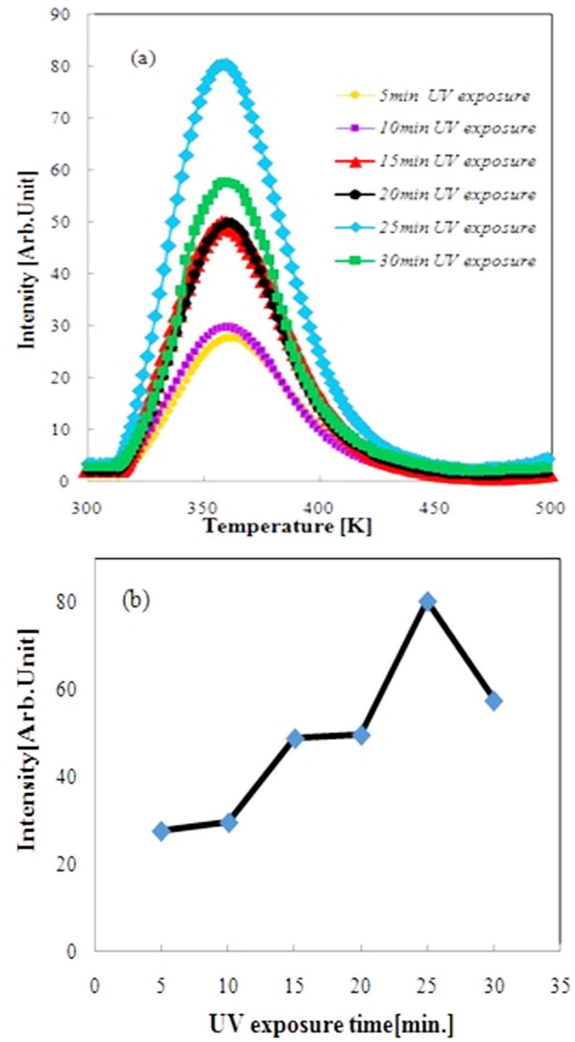 90
(a)
80
5min UV exposure
70
10min UV exposure
60
15min UV exposure
50
20min UV exposure
40
25min UV exposure
30
30min UV exposure
20
10
0
Intensity [Arb.Unit]
300 350 400 450 500
Temperature [K]
(b)
80
60
40
20
0
Intensity[Arb.Unit]
0 5 10 15 20 25 30 35
UV exposure time[min.]